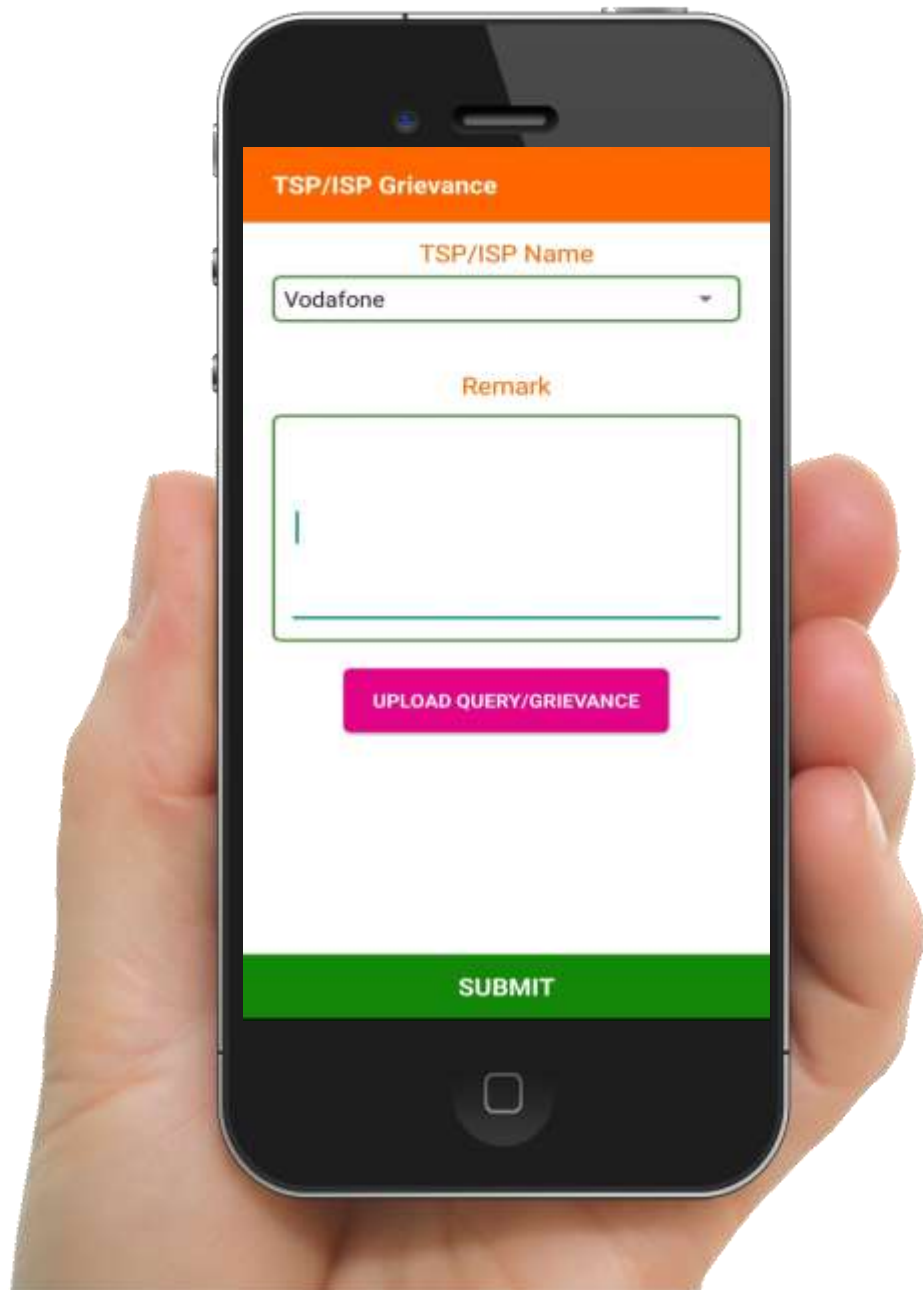 TSP/ISP Grievance
TSP/ISP Name
Vodafone
Remark
UPLOAD QUERY/GRIEVANCE
SUBMIT